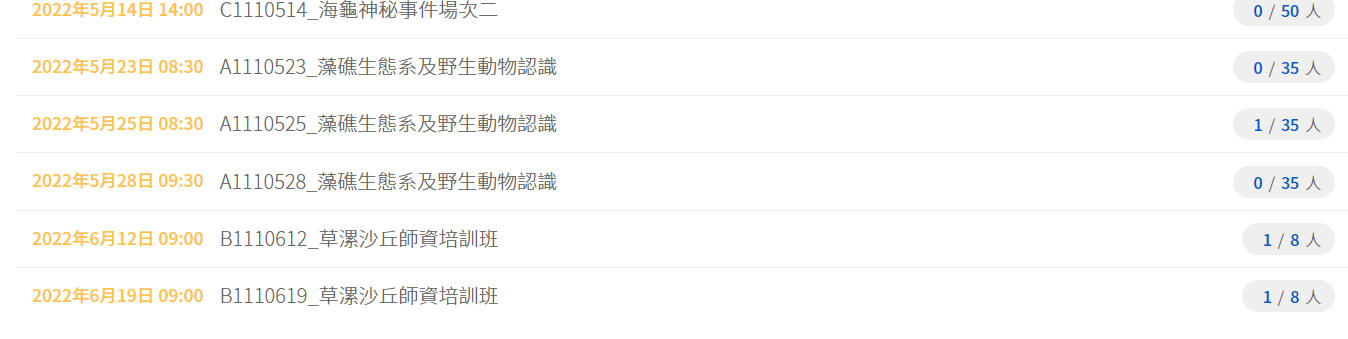 2022年5月14日 14:00 C1110514_海龜神秘事件場次二 0 / 50 人
2022年5月23日 08:30 A1110523_藻礁生態系及野生動物認識 0 / 35 人
2022年5月25日 08:30 A1110525_藻礁生態系及野生動物認識 1 / 35 人
2022年5月28日 09:30 A1110528_藻礁生態系及野生動物認識 0 / 35 人
2022年6月12日 09:00 B1110612_草漯沙丘師資培訓班 1 / 8 人
2022年6月19日 09:00 B1110619_草漯沙丘師資培訓班 1 / 8 人